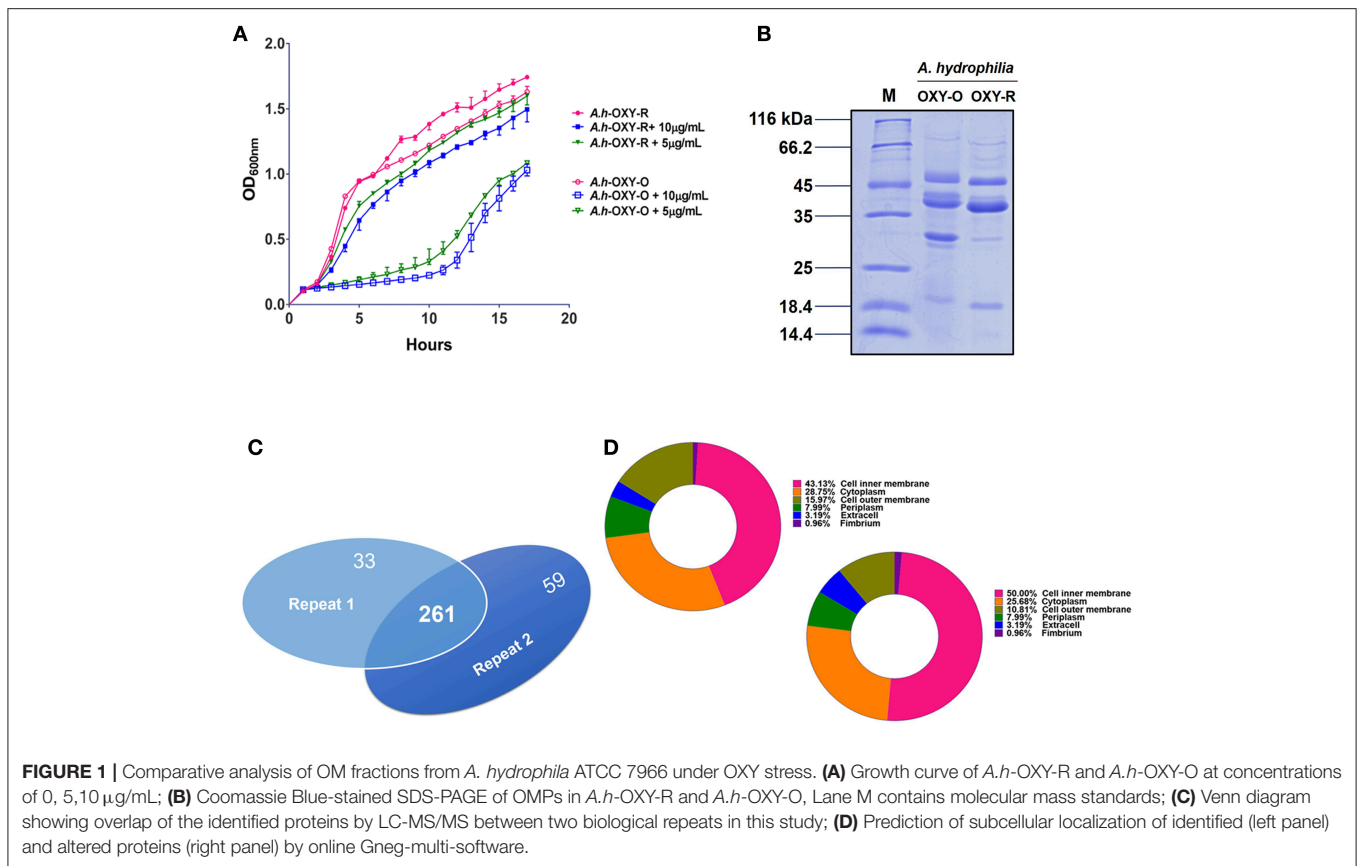 A
2.0
1.5
1.0
0.5
0.0
OD600nm
0
5
10
15
20
Hours
A.h-OXY-R
A.h-OXY-R+ 10µg/mL
A.h-OXY-R + 5µg/mL
A.h-OXY-O
A.h-OXY-O + 10µg/mL
A.h-OXY-O + 5µg/mL
B
A. hydrophilia
M
OXY-O OXY-R
116 kDa
66.2
45
35
25
18.4
14.4
C
33
Repeat 1
261
59
Repeat 2
D
43.13% Cell inner membrane
28.75% Cytoplasm
15.97% Cell outer membrane
7.99% Periplasm
3.19% Extracell
0.96% Fimbrium
50.00% Cell inner membrane
25.68% Cytoplasm
10.81% Cell outer membrane
7.99% Periplasm
3.19% Extracell
0.96% Fimbrium
FIGURE 1 | Comparative analysis of OM fractions from A. hydrophila ATCC 7966 under OXY stress. (A) Growth curve of A.h-OXY-R and A.h-OXY-O at concentrations
of 0, 5,10 µg/mL; (B) Coomassie Blue-stained SDS-PAGE of OMPs in A.h-OXY-R and A.h-OXY-O, Lane M contains molecular mass standards; (C) Venn diagram
showing overlap of the identified proteins by LC-MS/MS between two biological repeats in this study; (D) Prediction of subcellular localization of identified (left panel)
and altered proteins (right panel) by online Gneg-multi-software.